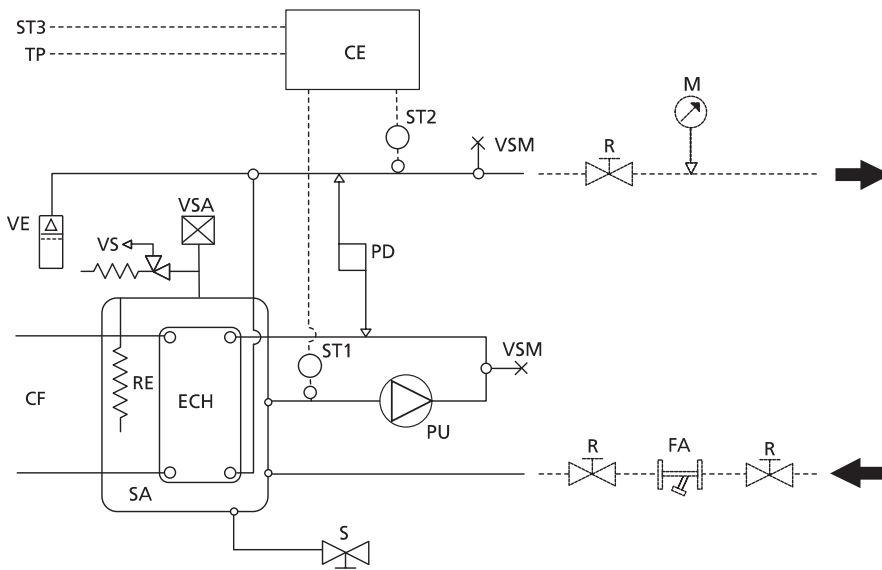 ST3
TP
CE
ST2
VSM
R
M
VE
VSA
VS
PD
CF
RE
ECH
ST1
VSM
PU
SA
S
R
FA
R